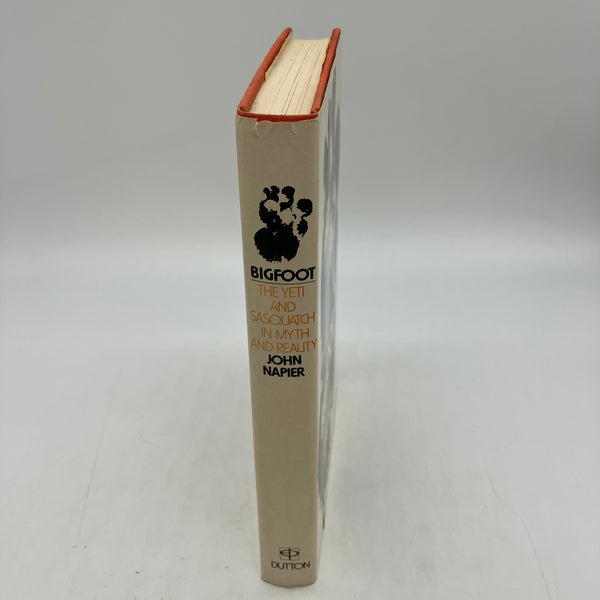 BIGFOOT
THE YETI
AND
SASQUATCH
IN MYTH
AND REALITY
JOHN
NAPIER
DUTTON